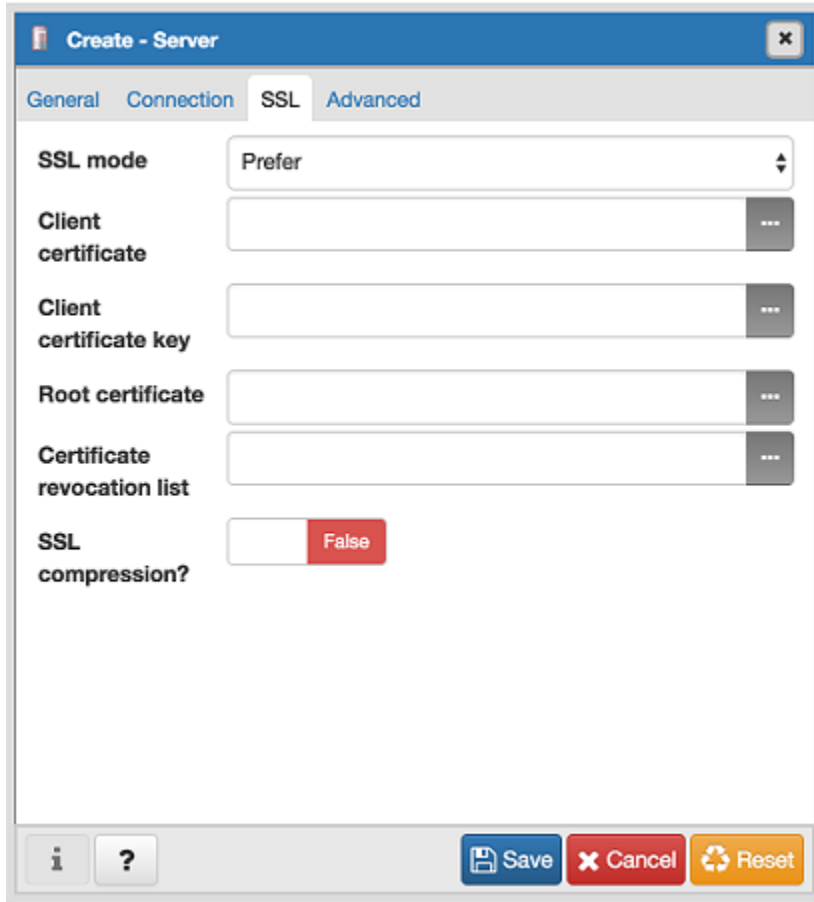 Create - Server
General Connection SSL Advanced
SSL mode
Prefer
Client
certificate
Client
certificate key
Root certificate
Certificate
revocation list
SSL
compression?
False
i ? Save Cancel Reset